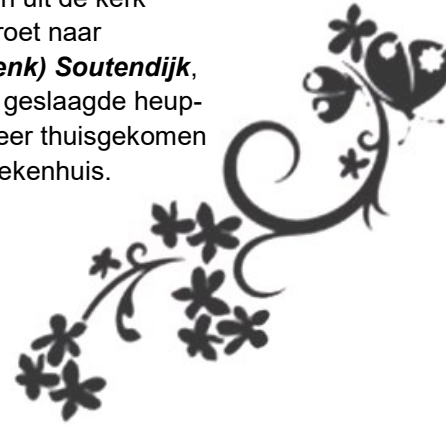 uit de kerk
roet naar
enk) Soutendijk,
geslaagde heup-
eer thuisgekomen
ekenhuis.